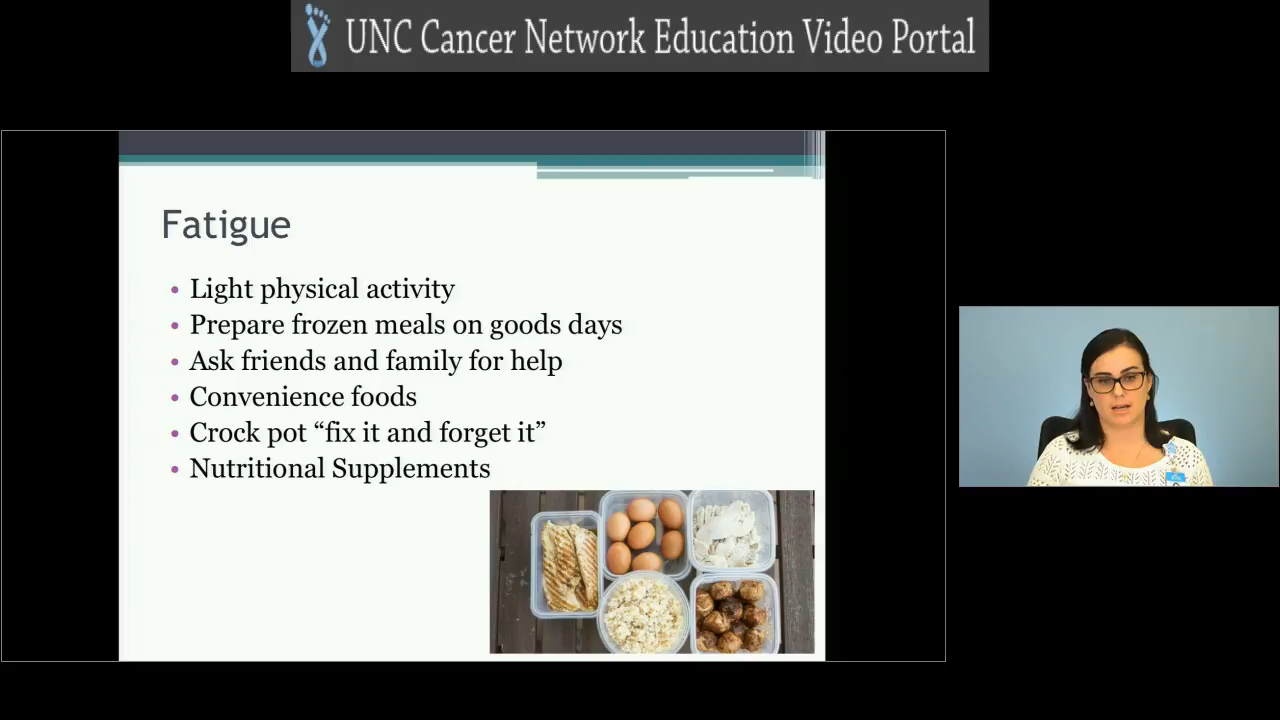 UNC Cancer Network Education Video Portal
Fatigue
• Light physical activity
• Prepare frozen meals on goods days
• Ask friends and family for help
• Convenience foods
• Crock pot “fix it and forget it”
• Nutritional Supplements